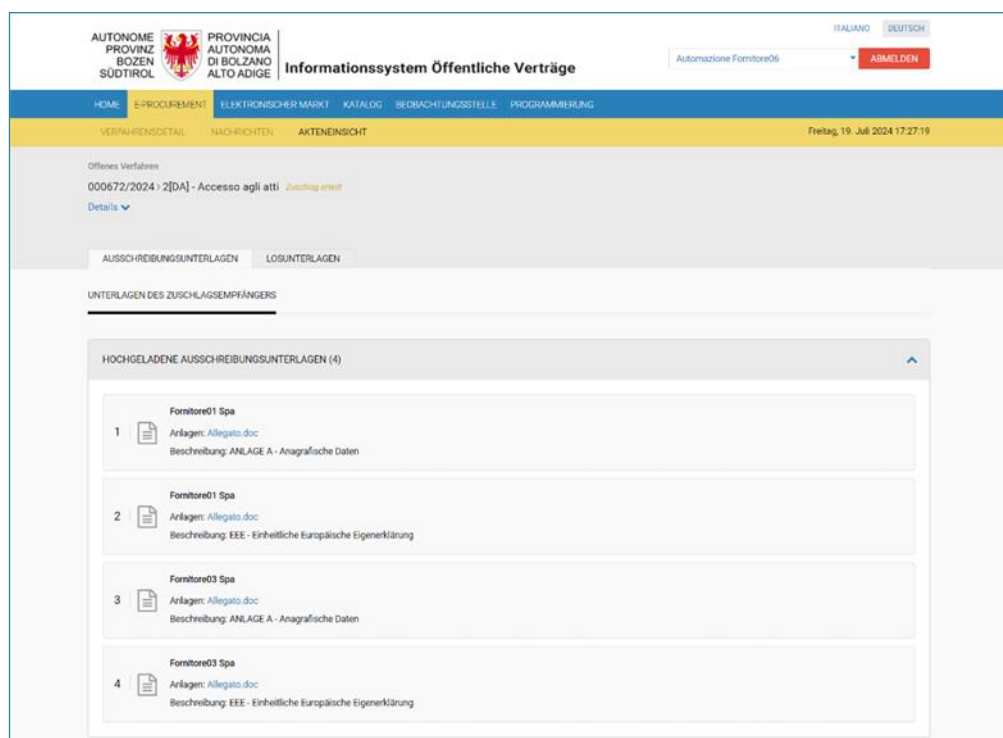 ITALIANO DEUTSCH
AUTONOME PROVINZ BOZEN SÜDTIROL
PROVINCIA AUTONOMA DI BOLZANO ALTO ADIGE
Informationssystem Öffentliche Verträge
Automazione Fornitore06 ABMELDEN
HOME E-PROCUREMENT ELEKTRONISCHER MARKT KATALOG BEOBACHTUNGSSTELLE PROGRAMMIERUNG
VERFAHRENSDETAIL NACHRICHTEN AKTENEINSICHT Freitag, 19. Juli 2024 17:27:19
Offenes Verfahren
000672/2024 › 2[DA] - Accesso agli atti Zuschlag erteilt
Details
AUSSCHREIBUNGSUNTERLAGEN LOSUNTERLAGEN
UNTERLAGEN DES ZUSCHLAGSEMPFÄNGERS
HOCHGELADENE AUSSCHREIBUNGSUNTERLAGEN (4)
Fornitore01 Spa
1 Anlagen: Allegato.doc
Beschreibung: ANLAGE A - Anagrafische Daten
Fornitore01 Spa
2 Anlagen: Allegato.doc
Beschreibung: EEE - Einheitliche Europäische Eigenerklärung
Fornitore03 Spa
3 Anlagen: Allegato.doc
Beschreibung: ANLAGE A - Anagrafische Daten
Fornitore03 Spa
4 Anlagen: Allegato.doc
Beschreibung: EEE - Einheitliche Europäische Eigenerklärung